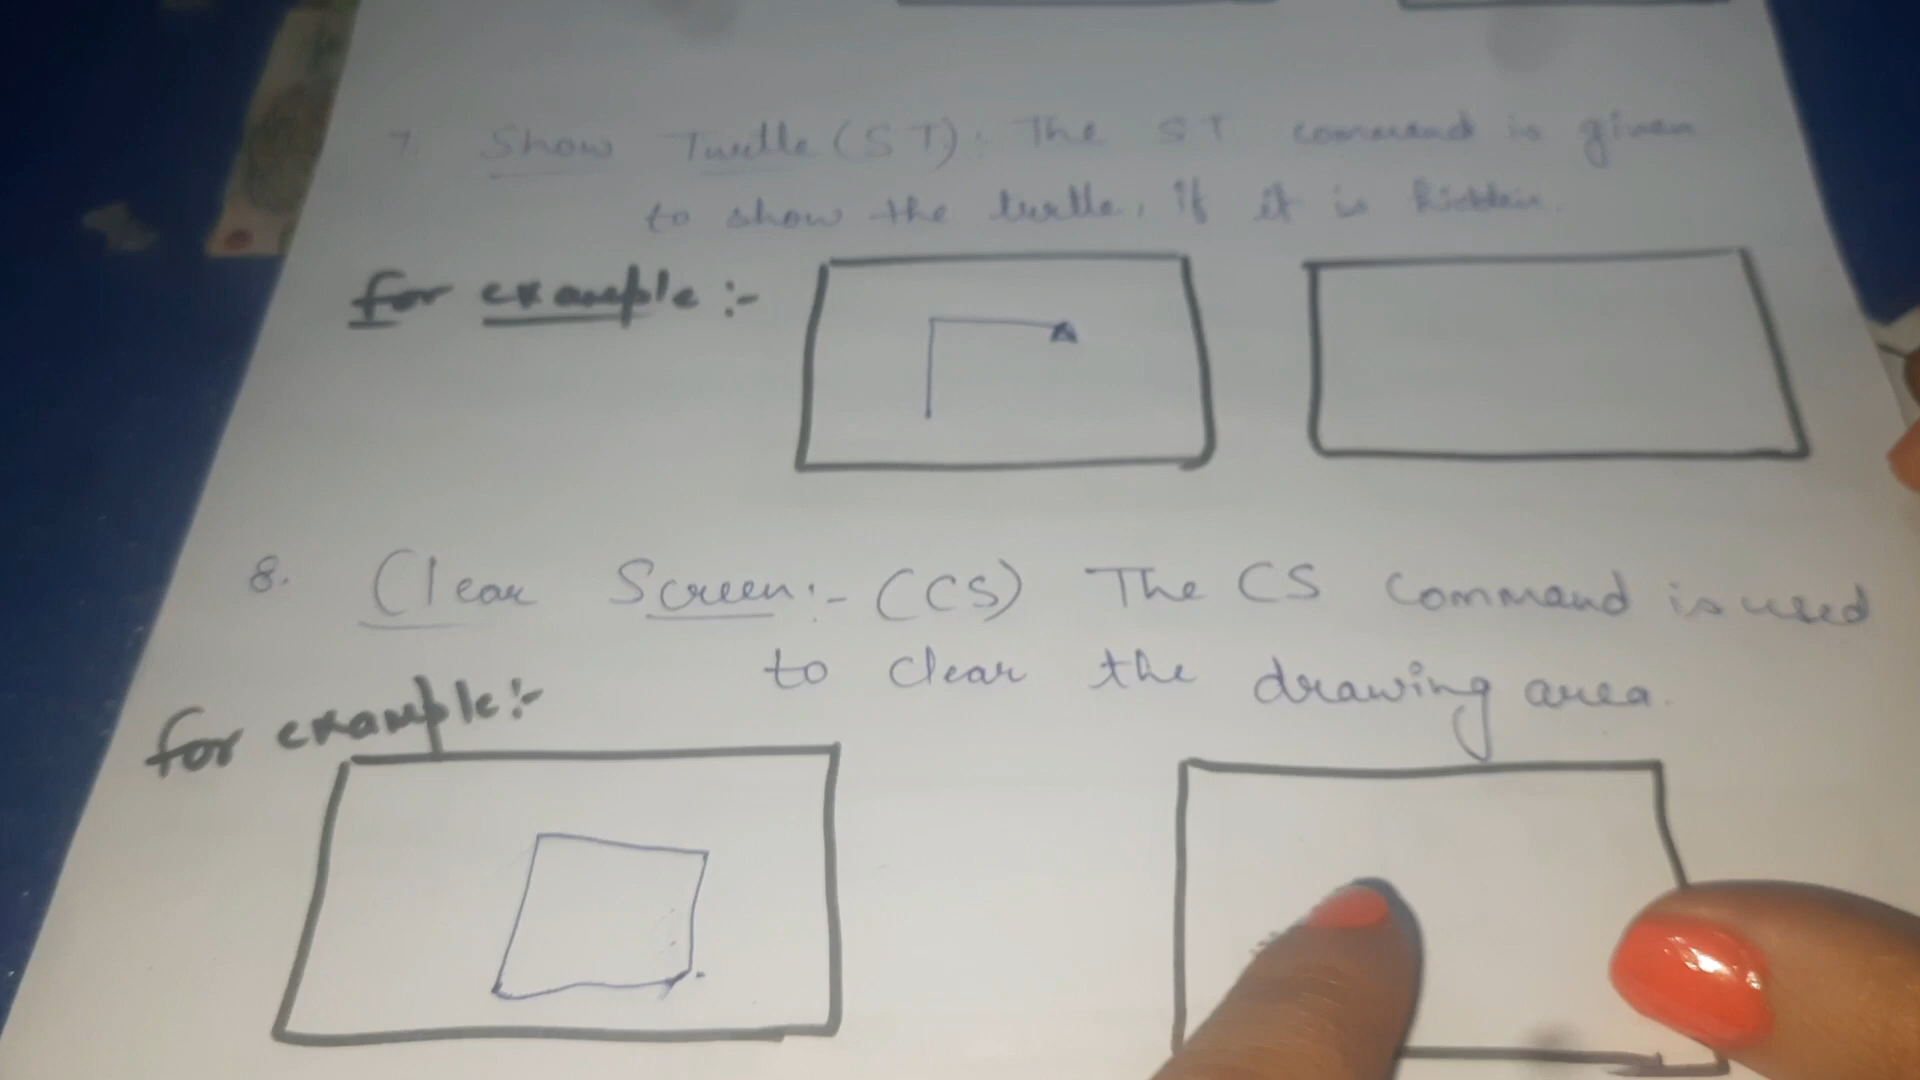 7. Show Turtle (ST): The ST command is given
to show the turtle, if it is hidden.
for example :-
8. Clear Screen :- (CS) The CS Command is used
to clear the drawing area.
for example :-